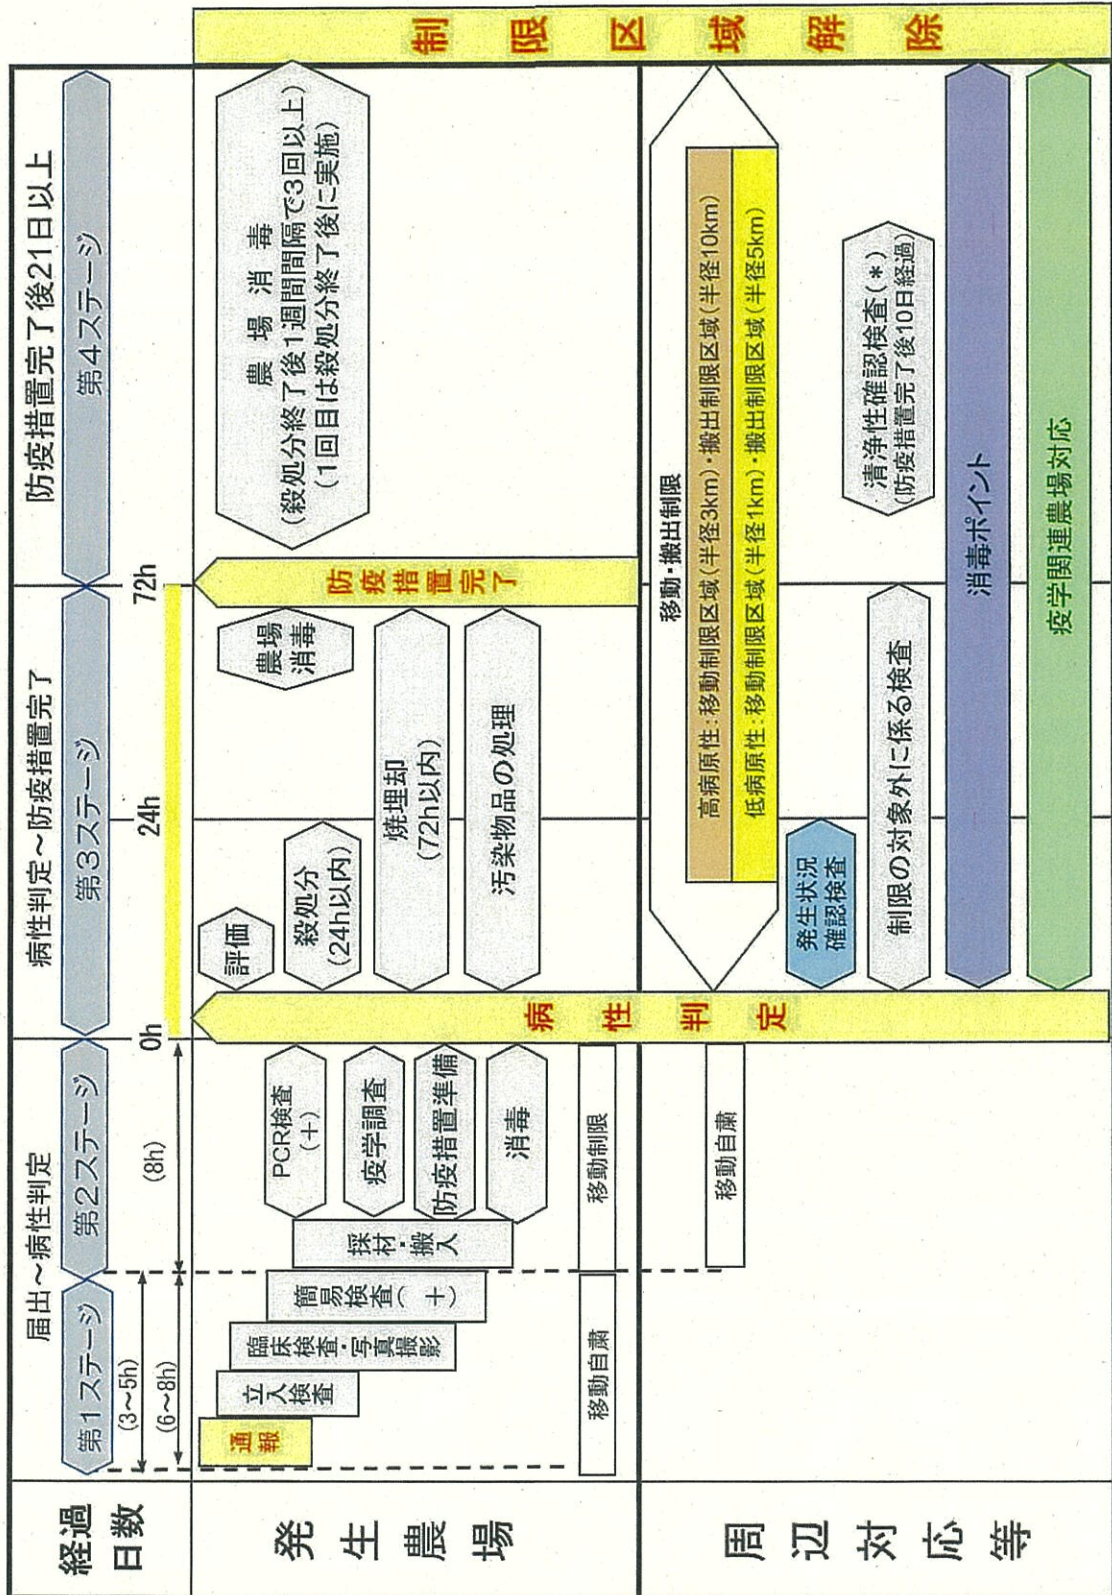 経過
日数
届出～病性判定
病性判定～防疫措置完了
防疫措置完了後21日以上
第1ステージ
第2ステージ
第3ステージ
第4ステージ
(3～5h)
(6～8h)
(8h)
0h
24h
72h
発生農場
通報
立入検査
臨床検査・写真撮影
簡易検査(+)
採材・搬入
PCR検査
(+)
疫学調査
防疫措置準備
消毒
移動自粛
移動制限
病性判定
評価
殺処分
(24h以内)
焼埋却
(72h以内)
汚染物品の処理
農場
消毒
防疫措置
完了
農場消毒
(殺処分終了後1週間間隔で3回以上)
(1回目は殺処分終了後に実施)
制限区域解除
周辺対応等
移動自粛
移動・搬出制限
高病原性:移動制限区域(半径3km)・搬出制限区域(半径10km)
低病原性:移動制限区域(半径1km)・搬出制限区域(半径5km)
発生状況
確認検査
制限の対象外に係る検査
清浄性確認検査(*)
(防疫措置完了後10日経過)
消毒ポイント
疫学関連農場対応